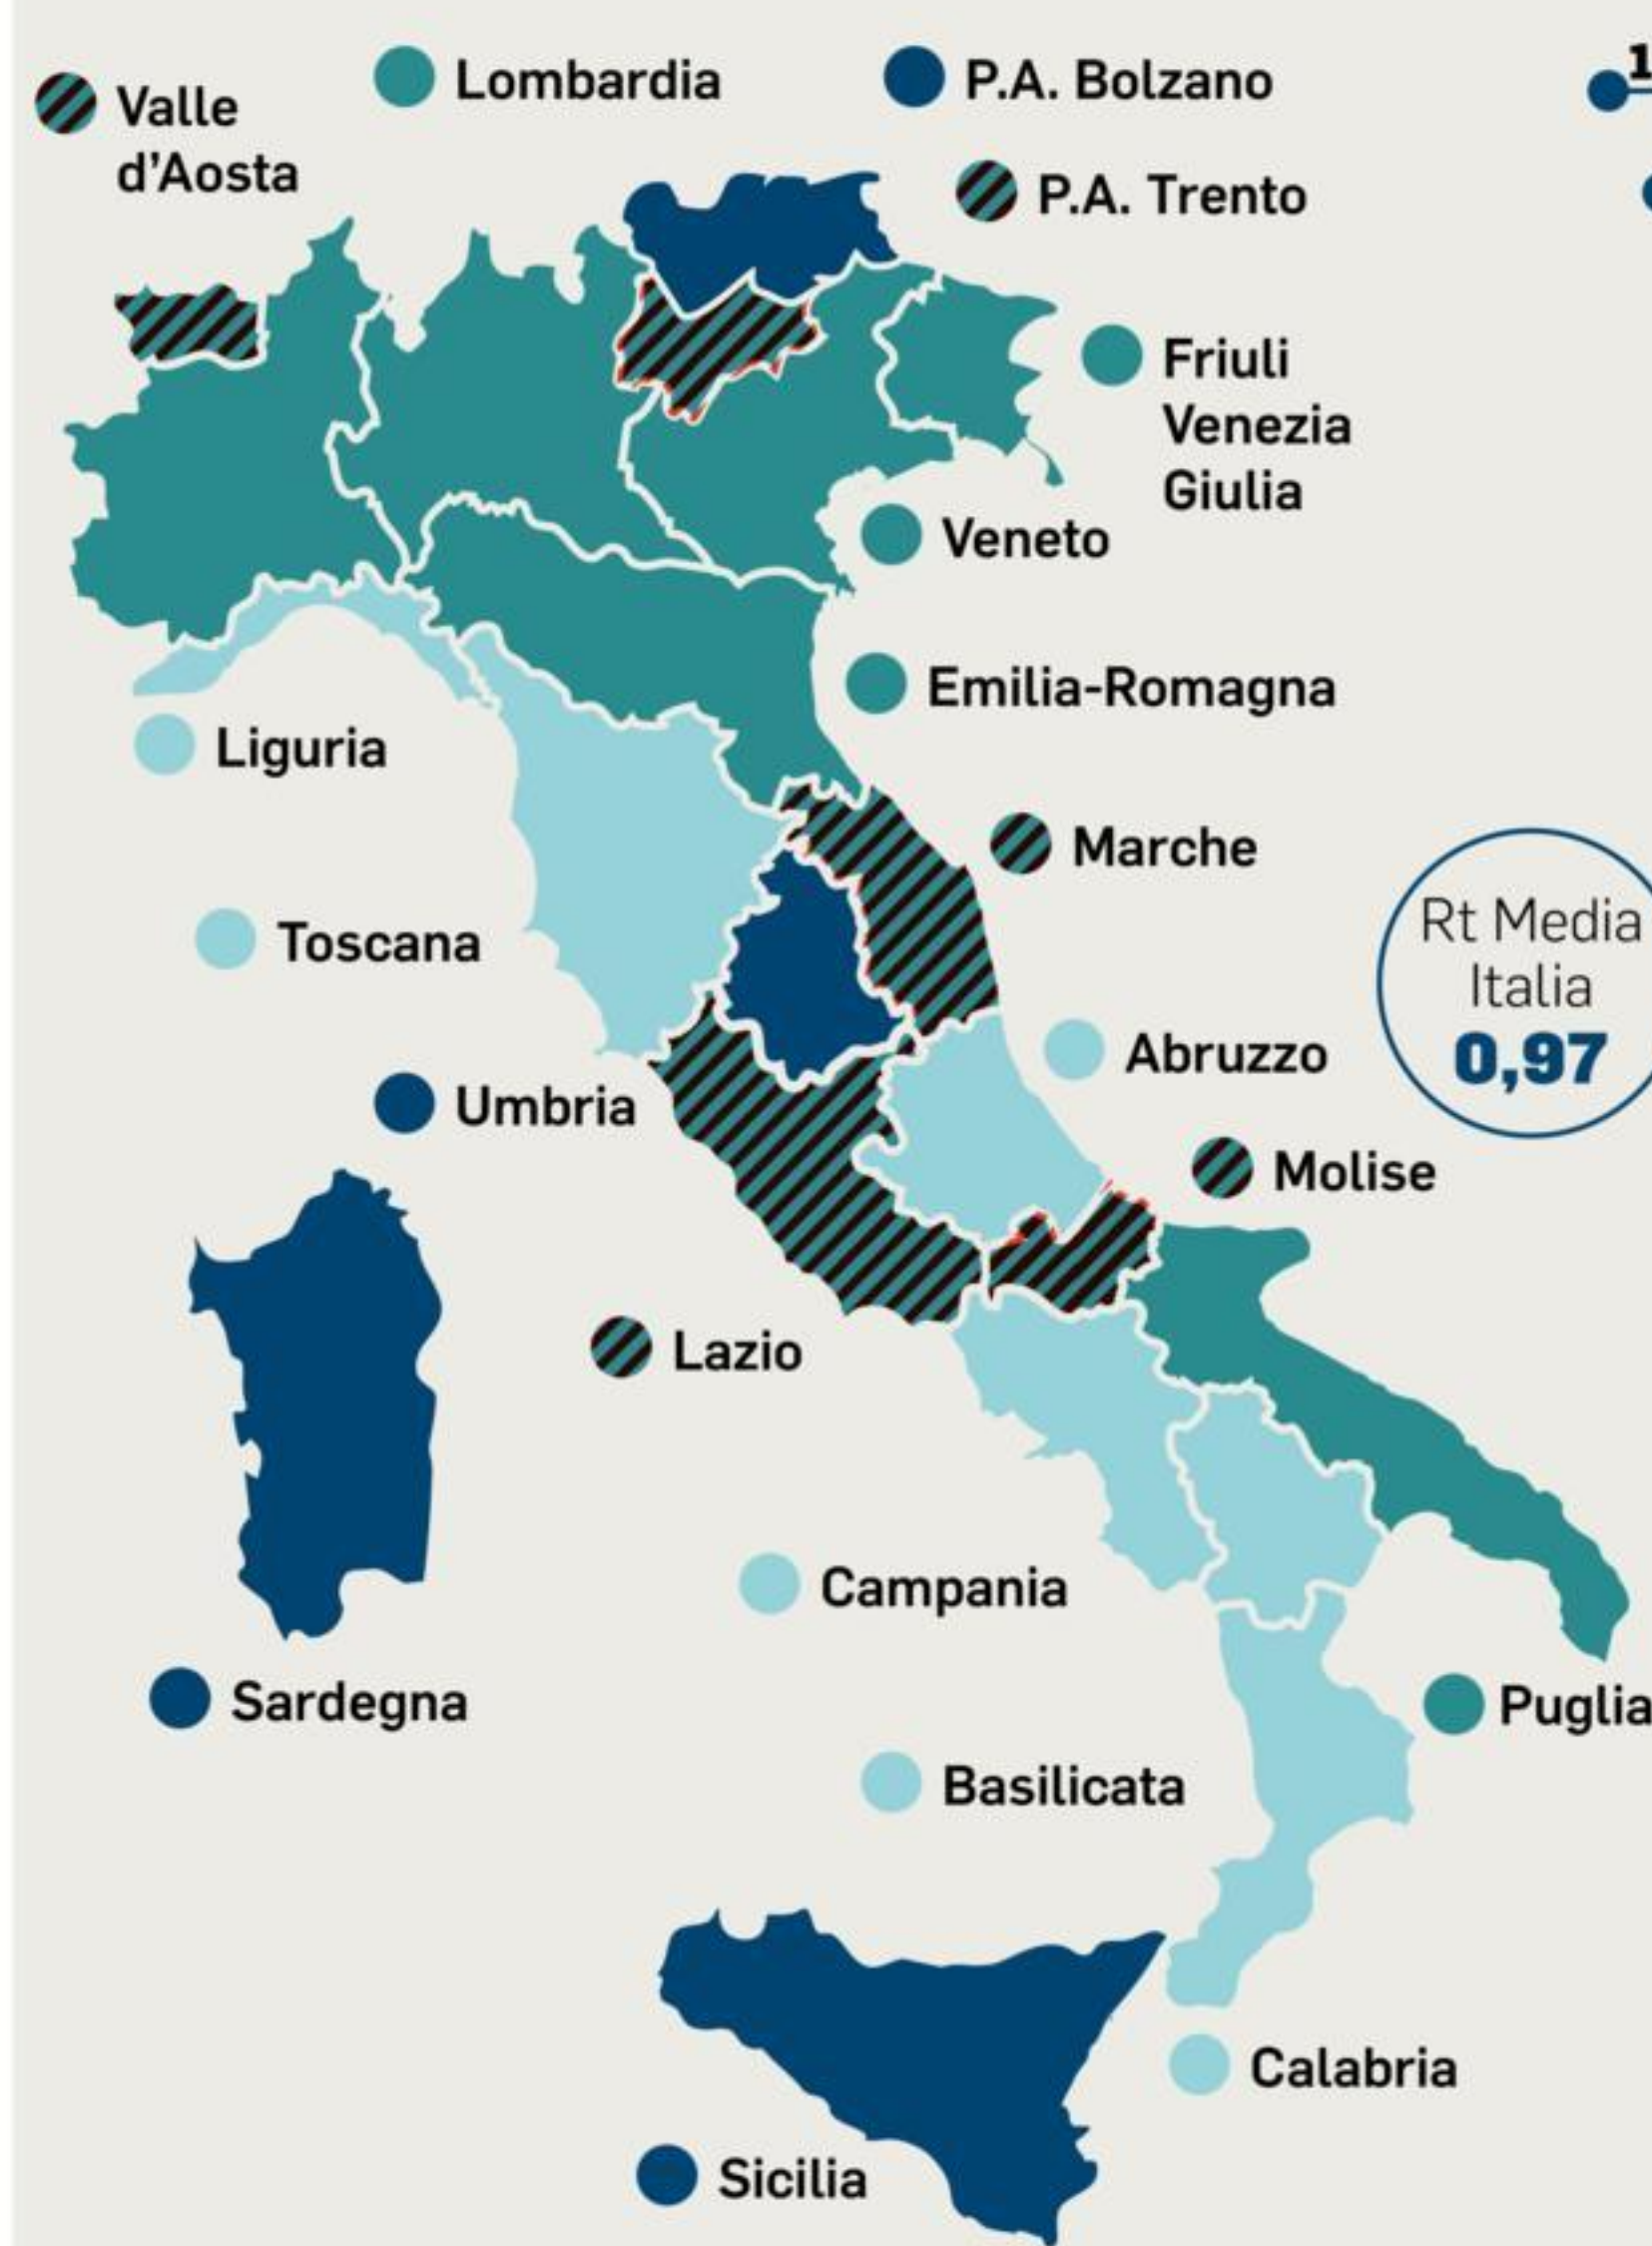 Lombardia
P.A. Bolzano
Valle
d'Aosta
P.A. Trento
Friuli
Venezia
Giulia
Veneto
Emilia-Romagna
Liguria
Marche
Toscana
Rt Media
Italia
0,97
Abruzzo
Umbria
Molise
Lazio
Campania
Sardegna
Puglia
Basilicata
Calabria
Sicilia